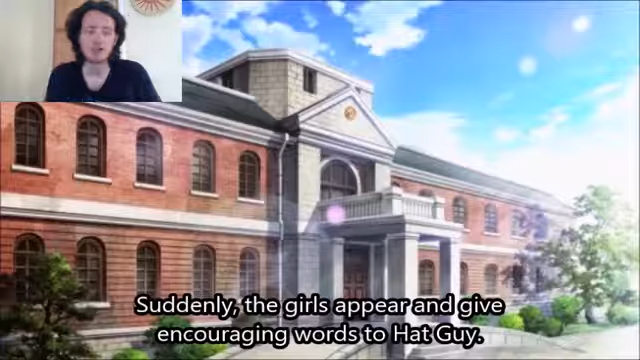 Suddenly, the girls appear and give
encouraging words to Hat Guy.